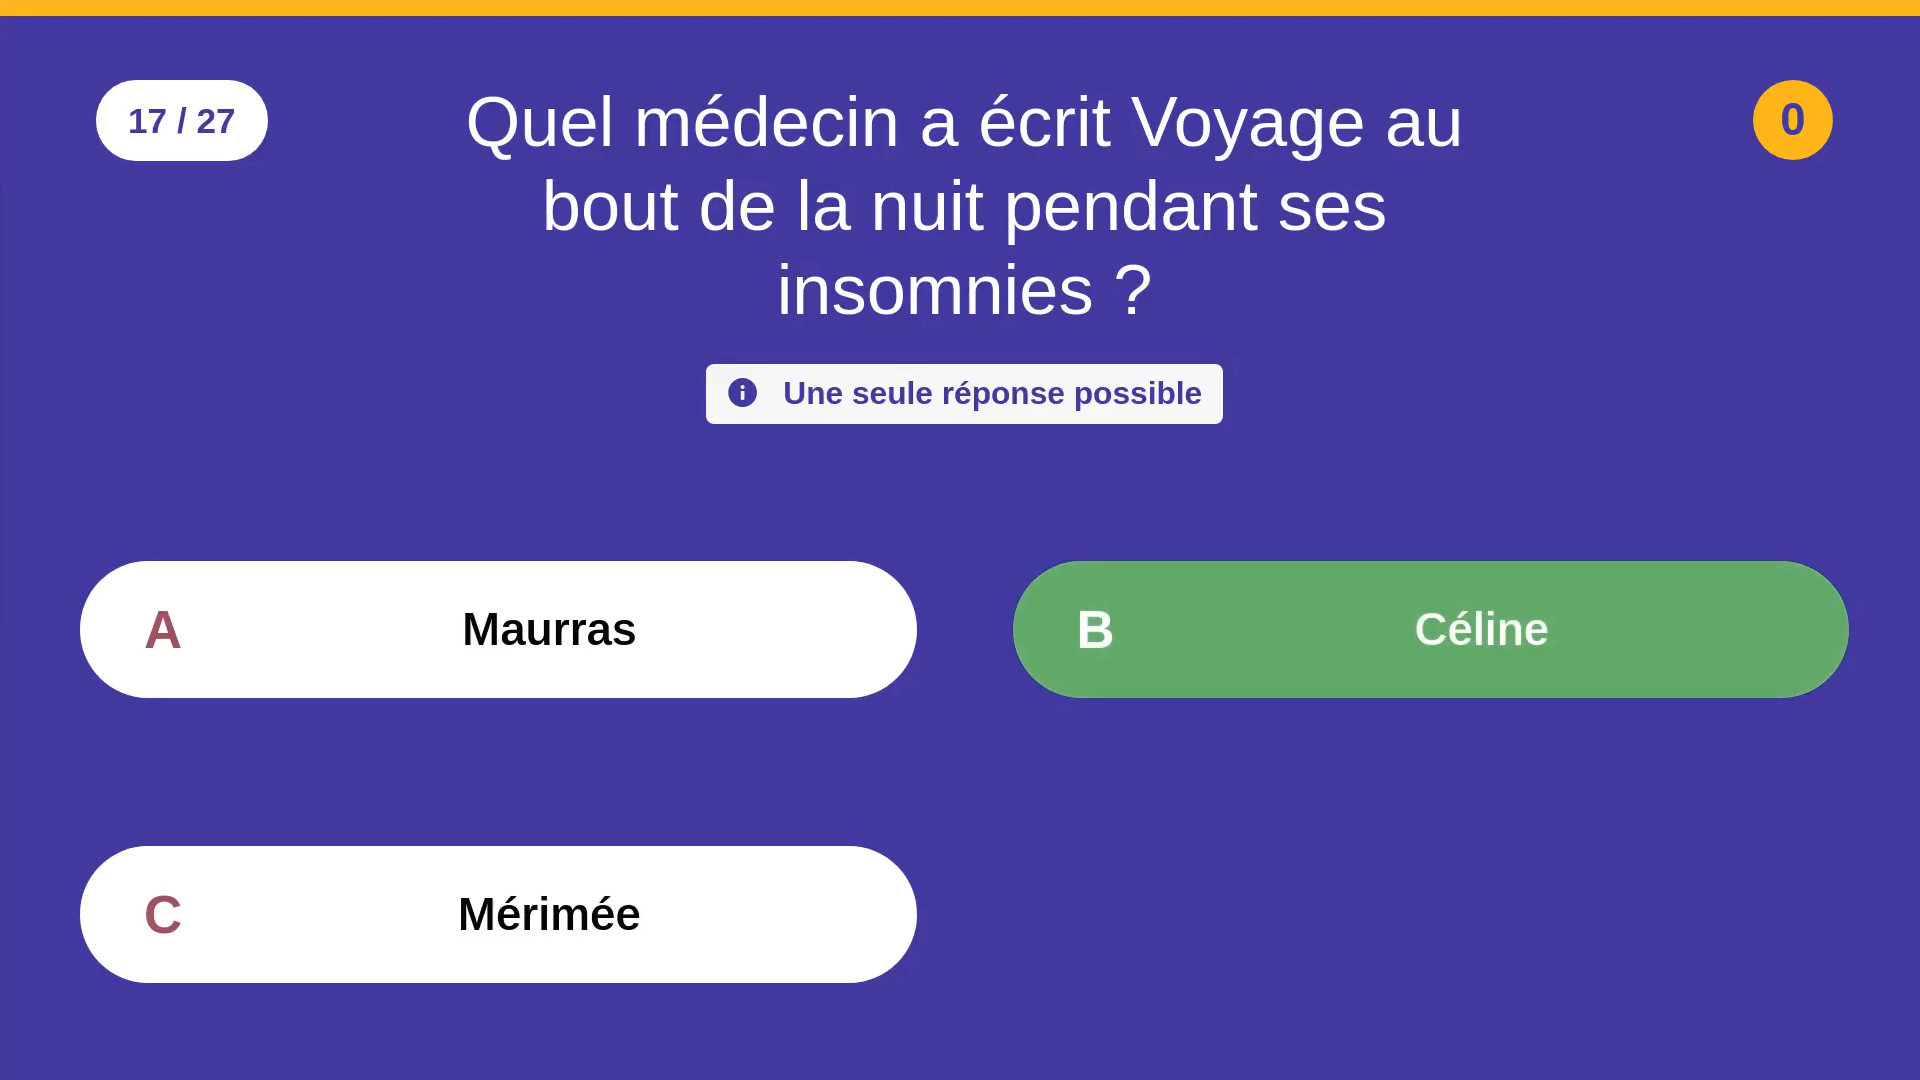 17 / 27
Quel médecin a écrit Voyage au
bout de la nuit pendant ses
insomnies ?
0
Une seule réponse possible
A Maurras
B Céline
C Mérimée